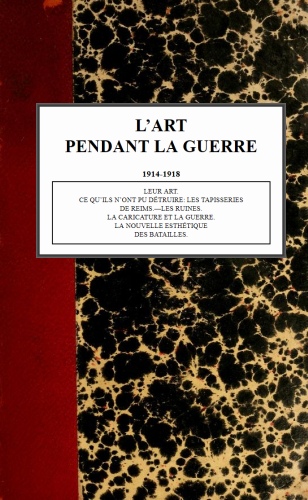 L’ART
PENDANT LA GUERRE
1914-1918
LEUR ART.
CE QU’ILS N’ONT PU DÉTRUIRE: LES TAPISSERIES
DE REIMS.—LES RUINES.
LA CARICATURE ET LA GUERRE.
LA NOUVELLE ESTHÉTIQUE
DES BATAILLES.